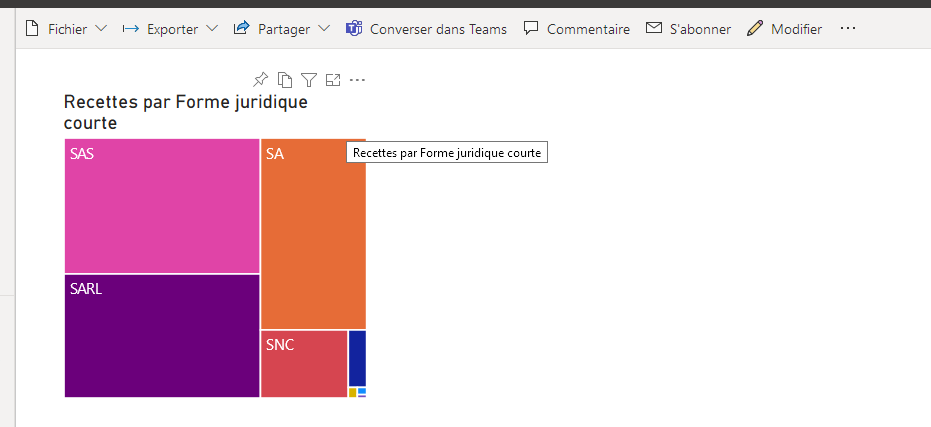 Fichier Exporter Partager Converser dans Teams Commentaire S'abonner Modifier
Recettes par Forme juridique
courte
SAS
SA
Recettes par Forme juridique courte
SARL
SNC